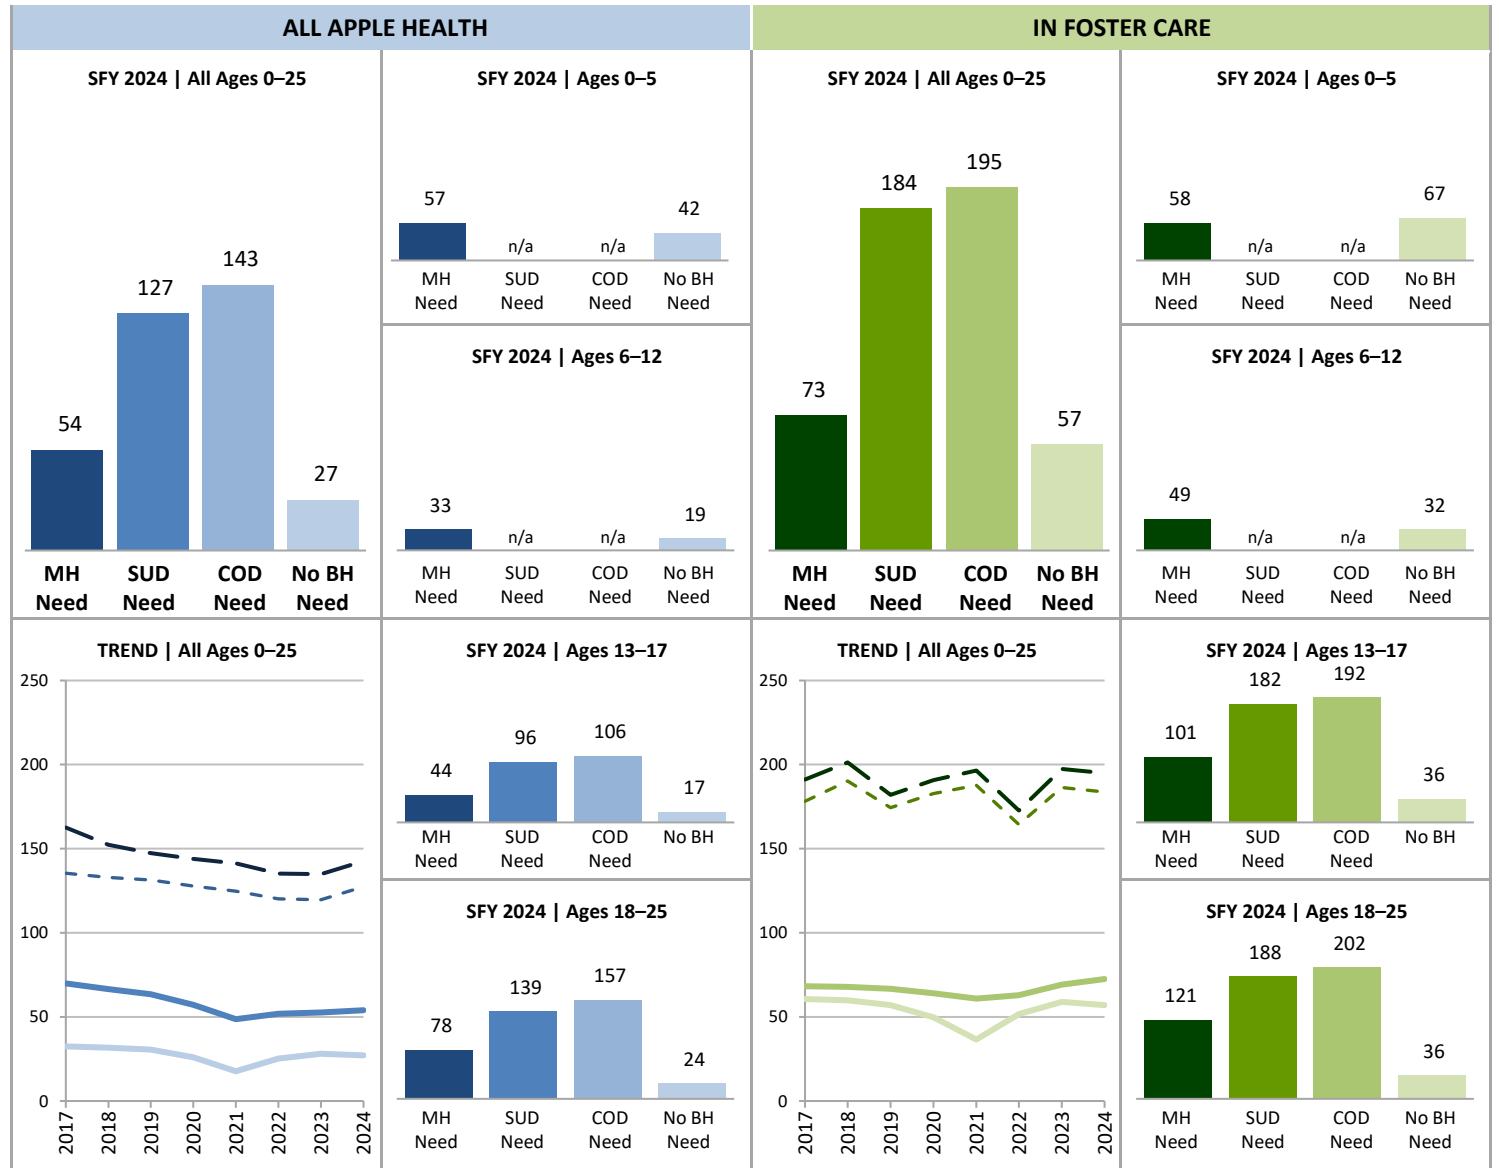 ALL APPLE HEALTH
SFY 2024 | All Ages 0–25
54
127
143
27
MH Need
SUD Need
COD Need
No BH Need
SFY 2024 | Ages 0–5
57
n/a
n/a
42
MH Need
SUD Need
COD Need
No BH Need
SFY 2024 | Ages 6–12
33
n/a
n/a
19
MH Need
SUD Need
COD Need
No BH Need
TREND | All Ages 0–25
250
200
150
100
50
0
2017
2018
2019
2020
2021
2022
2023
2024
SFY 2024 | Ages 13–17
44
96
106
17
MH Need
SUD Need
COD Need
No BH
SFY 2024 | Ages 18–25
78
139
157
24
MH Need
SUD Need
COD Need
No BH Need
IN FOSTER CARE
SFY 2024 | All Ages 0–25
73
184
195
57
MH Need
SUD Need
COD Need
No BH Need
SFY 2024 | Ages 0–5
58
n/a
n/a
67
MH Need
SUD Need
COD Need
No BH Need
SFY 2024 | Ages 6–12
49
n/a
n/a
32
MH Need
SUD Need
COD Need
No BH Need
TREND | All Ages 0–25
250
200
150
100
50
0
2017
2018
2019
2020
2021
2022
2023
2024
SFY 2024 | Ages 13–17
101
182
192
36
MH Need
SUD Need
COD Need
No BH
SFY 2024 | Ages 18–25
121
188
202
36
MH Need
SUD Need
COD Need
No BH Need